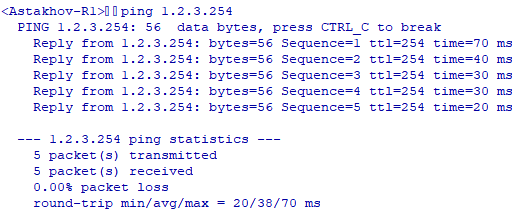 <Astakhov-R1>ping 1.2.3.254
PING 1.2.3.254: 56  data bytes, press CTRL_C to break
Reply from 1.2.3.254: bytes=56 Sequence=1 ttl=254 time=70 ms
Reply from 1.2.3.254: bytes=56 Sequence=2 ttl=254 time=40 ms
Reply from 1.2.3.254: bytes=56 Sequence=3 ttl=254 time=30 ms
Reply from 1.2.3.254: bytes=56 Sequence=4 ttl=254 time=30 ms
Reply from 1.2.3.254: bytes=56 Sequence=5 ttl=254 time=20 ms
--- 1.2.3.254 ping statistics ---
5 packet(s) transmitted
5 packet(s) received
0.00% packet loss
round-trip min/avg/max = 20/38/70 ms